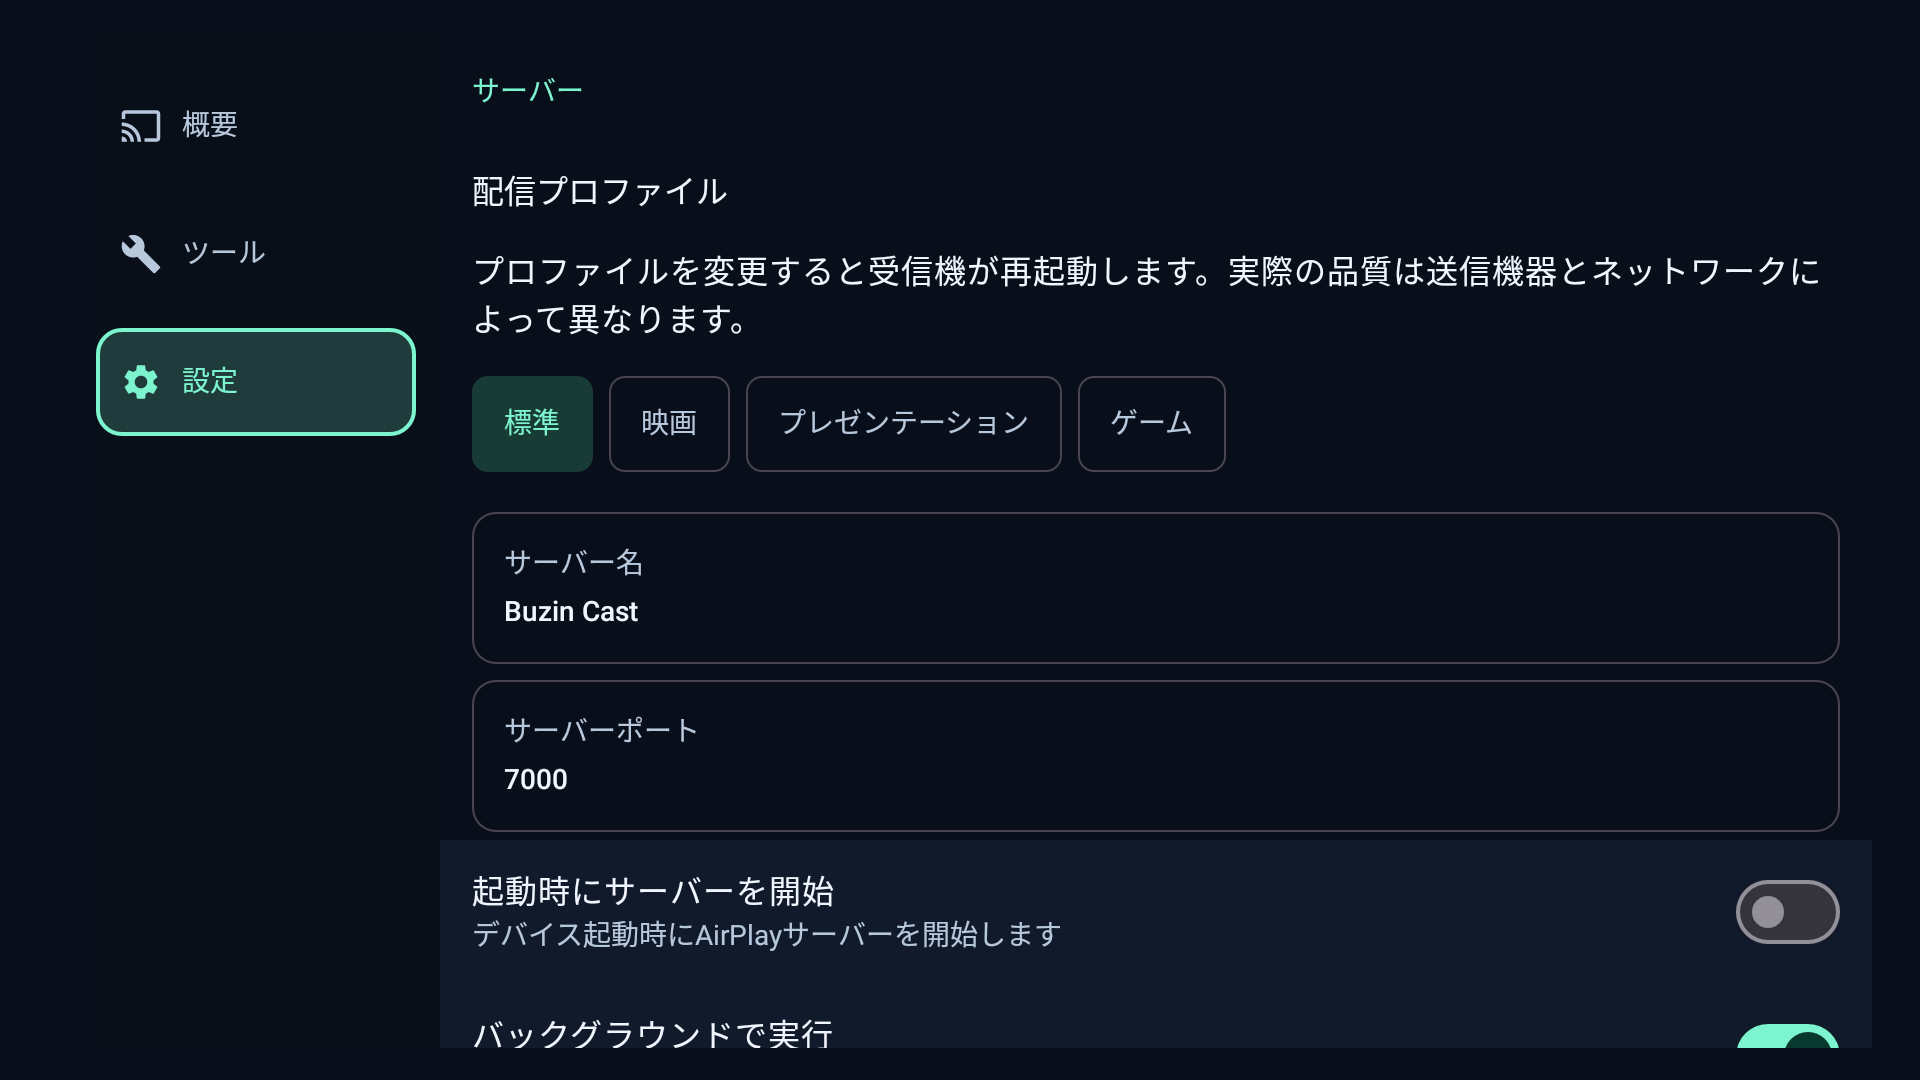 概要
ツール
設定
サーバー
配信プロファイル
プロファイルを変更すると受信機が再起動します。実際の品質は送信機器とネットワークに
よって異なります。
標準
映画
プレゼンテーション
ゲーム
サーバー名
Buzin Cast
サーバーポート
7000
起動時にサーバーを開始
デバイス起動時にAirPlayサーバーを開始します
バックグラウンドで実行